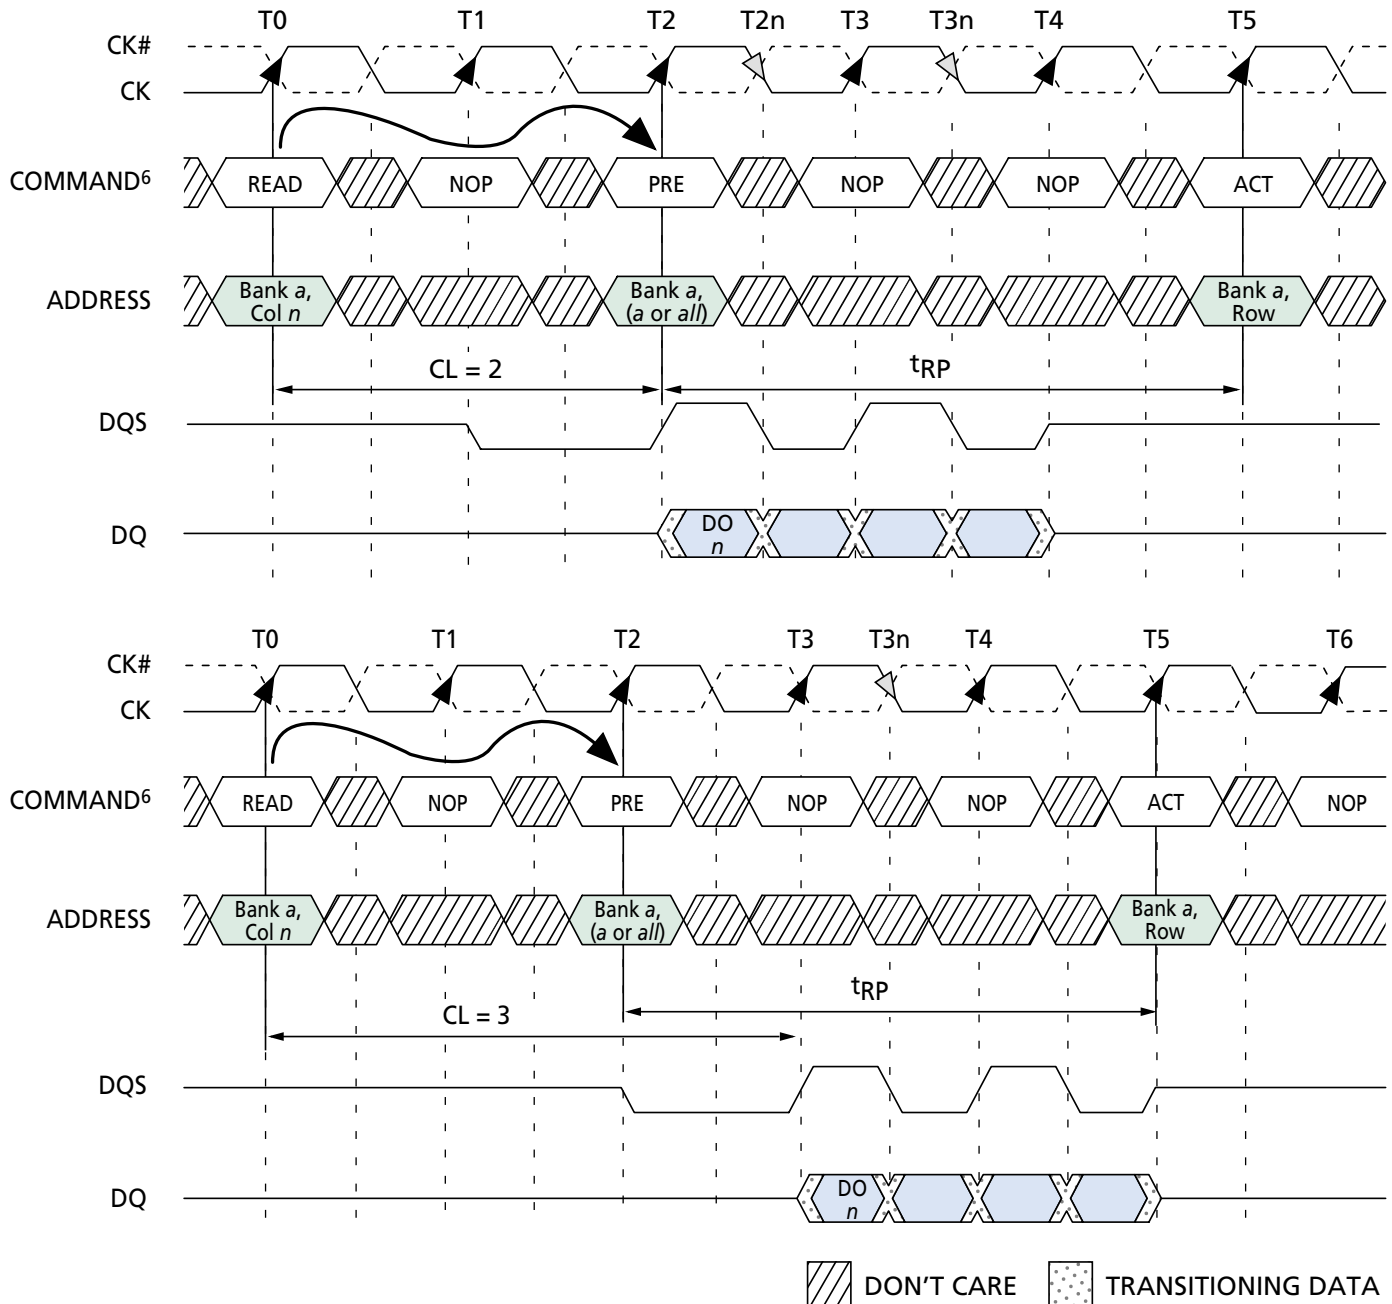 T0 T1 T2 T2n T3 T3n T4 T5
CK#
CK
COMMAND6 READ NOP PRE NOP NOP ACT
ADDRESS Bank a, Col n Bank a, (a or all) Bank a, Row
CL = 2 tRP
DQS
DQ DO n
T0 T1 T2 T3 T3n T4 T5 T6
CK#
CK
COMMAND6 READ NOP PRE NOP NOP ACT NOP
ADDRESS Bank a, Col n Bank a, (a or all) Bank a, Row
tRP
CL = 3
DQS
DQ DO n
DON'T CARE TRANSITIONING DATA